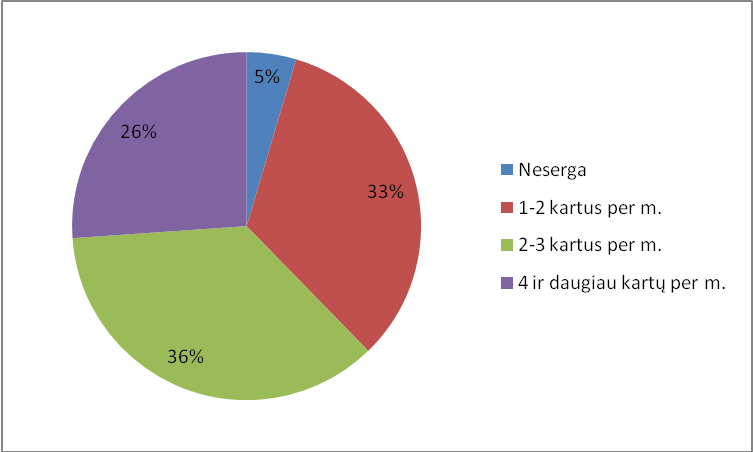 5%
33%
36%
26%
Neserga
1-2 kartus per m.
2-3 kartus per m.
4 ir daugiau kartų per m.